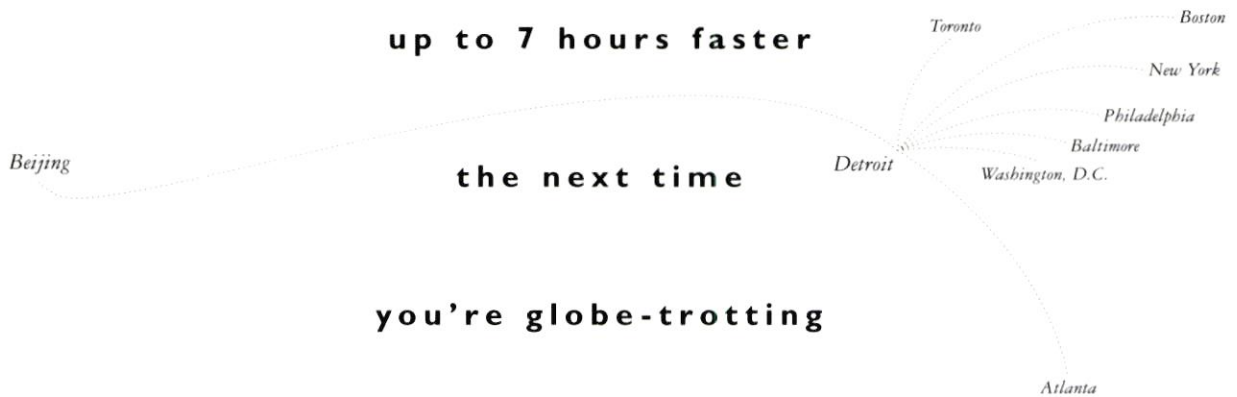 up to 7 hours faster
the next time
you're globe-trotting
Beijing
Detroit
Toronto
Boston
New York
Philadelphia
Baltimore
Washington, D.C.
Atlanta